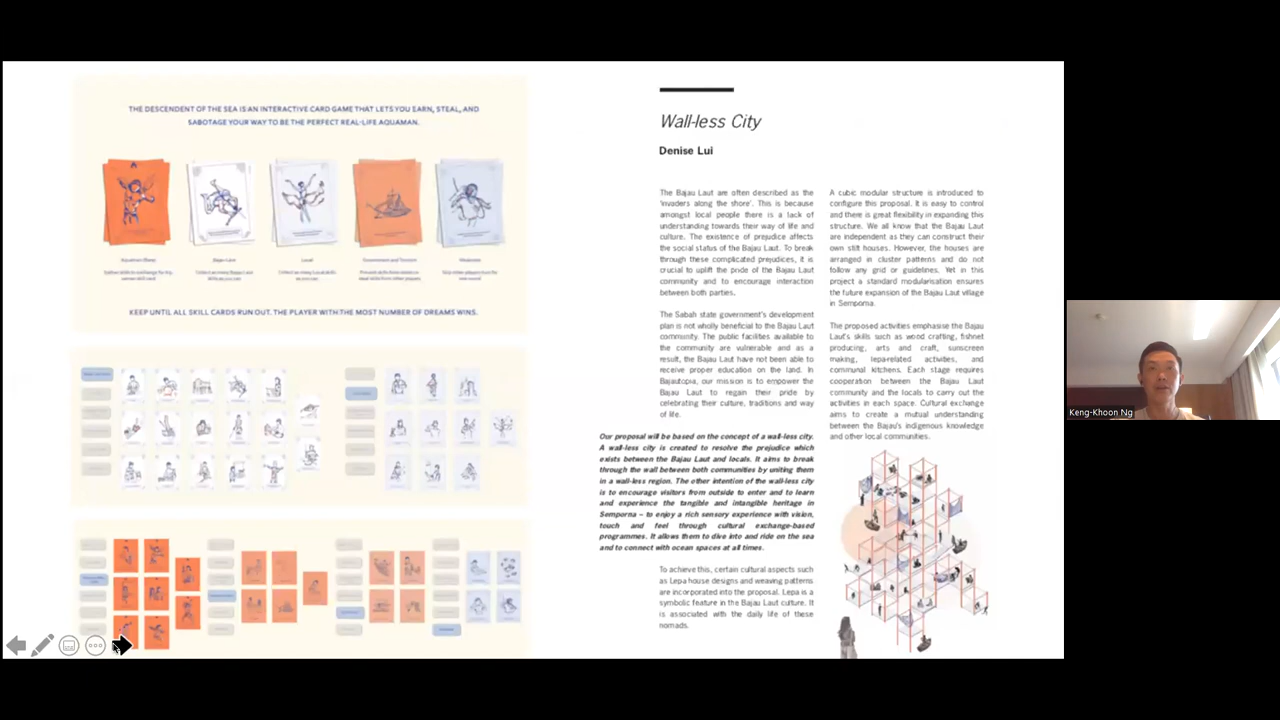 THE DESCENDENT OF THE SEA IS AN INTERACTIVE CARD GAME THAT LETS YOU EARN, STEAL, AND
SABOTAGE YOUR WAY TO BE THE PERFECT REAL-LIFE AQUAMAN.
KEEP UNTIL ALL SKILL CARDS RUN OUT. THE PLAYER WITH THE MOST NUMBER OF DREAMS WINS.
Wall-less City
Denise Lui
The Bajau Laut are often described as the
'invaders along the shore'. This is because
amongst local people there is a lack of
understanding towards their way of life and
culture. The existence of prejudice affects
the social status of the Bajau Laut. To break
through these complicated prejudices, it is
crucial to uplift the pride of the Bajau Laut
community and to encourage interaction
between both parties.
The Sabah state government's development
plan is not wholly beneficial to the Bajau Laut
community. The public facilities available to
the community are vulnerable and as a
result, the Bajau Laut have not been able to
receive proper education on the land. In
Bajautopia, our mission is to empower the
Bajau Laut to regain their pride by
celebrating their culture, traditions and way
of life.
Our proposal will be based on the concept of a wall-less city.
A wall-less city is created to resolve the prejudice which
exists between the Bajau Laut and locals. It aims to break
through the wall between both communities by uniting them
in a wall-less region. The other intention of the wall-less city
is to encourage visitors from outside to enter and to learn
and experience the tangible and intangible heritage in
Semporna – to enjoy a rich sensory experience with vision,
touch and feel through cultural exchange-based
programmes. It allows them to dive into and ride on the sea
and to connect with ocean spaces at all times.
To achieve this, certain cultural aspects such
as Lepa house designs and weaving patterns
are incorporated into the proposal. Lepa is a
symbolic feature in the Bajau Laut culture. It
is associated with the daily life of these
nomads.
A cubic modular structure is introduced to
configure this proposal. It is easy to control
and there is great flexibility in expanding this
structure. We all know that the Bajau Laut
are independent as they can construct their
own stilt houses. However, the houses are
arranged in cluster patterns and do not
follow any grid or guidelines. Yet in this
project a standard modularisation ensures
the future expansion of the Bajau Laut village
in Semporna.
The proposed activities emphasise the Bajau
Laut's skills such as wood crafting, fishnet
producing, arts and craft, sunscreen
making, lepa-related activities, and
communal kitchens. Each stage requires
cooperation between the Bajau Laut
community and the locals to carry out the
activities in each space. Cultural exchange
aims to create a mutual understanding
between the Bajau's indigenous knowledge
and other local communities.
Keng-Khoon Ng